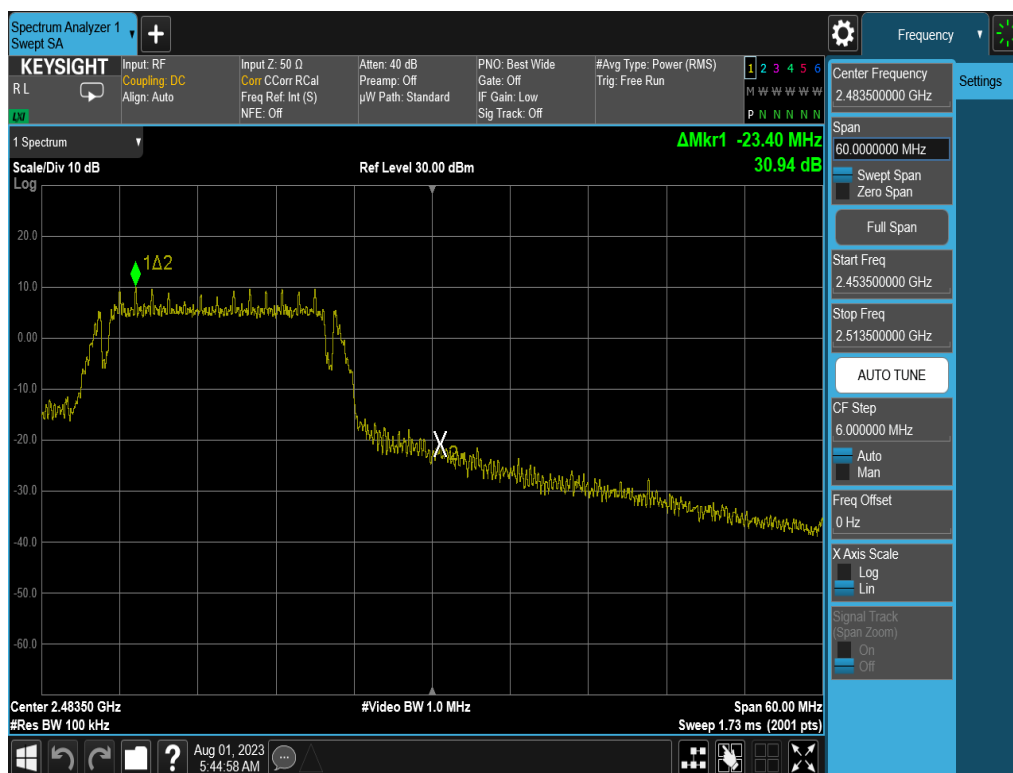 Spectrum Analyzer 1
Swept SA
+
Frequency
KEYSIGHT
RL
LXI
Input: RF
Coupling: DC
Align: Auto
Input Z: 50 Ω
Corr CCorr RCal
Freq Ref: Int (S)
NFE: Off
Atten: 40 dB
Preamp: Off
µW Path: Standard
PNO: Best Wide
Gate: Off
IF Gain: Low
Sig Track: Off
#Avg Type: Power (RMS)
Trig: Free Run
1 2 3 4 5 6
M W W W W W W
P N N N N N
1 Spectrum
Scale/Div 10 dB
Log
Ref Level 30.00 dBm
ΔMkr1 -23.40 MHz
30.94 dB
20.0
10.0
0.00
-10.0
-20.0
-30.0
-40.0
-50.0
-60.0
1Δ2
X
Center 2.48350 GHz
#Res BW 100 kHz
#Video BW 1.0 MHz
Span 60.00 MHz
Sweep 1.73 ms (2001 pts)
Center Frequency
2.483500000 GHz
Settings
Span
60.0000000 MHz
Swept Span
Zero Span
Full Span
Start Freq
2.453500000 GHz
Stop Freq
2.513500000 GHz
AUTO TUNE
CF Step
6.000000 MHz
Auto
Man
Freq Offset
0 Hz
X Axis Scale
Log
Lin
Signal Track
(Span Zoom)
On
Off
?
Aug 01, 2023
5:44:58 AM